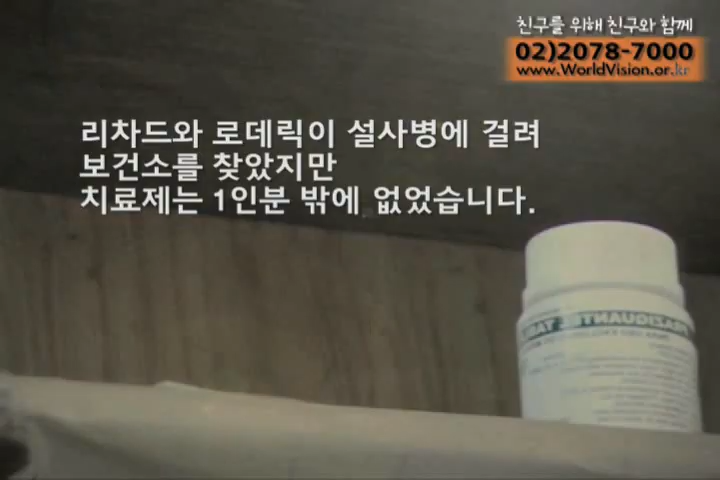 친구를 위해 친구와 함께
02)2078-7000
www.WorldVision.or.kr
리차드와 로데릭이 설사병에 걸려
보건소를 찾았지만
치료제는 1인분 밖에 없었습니다.